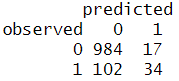 predicted
observed 0 1
0 984 17
1 102 34